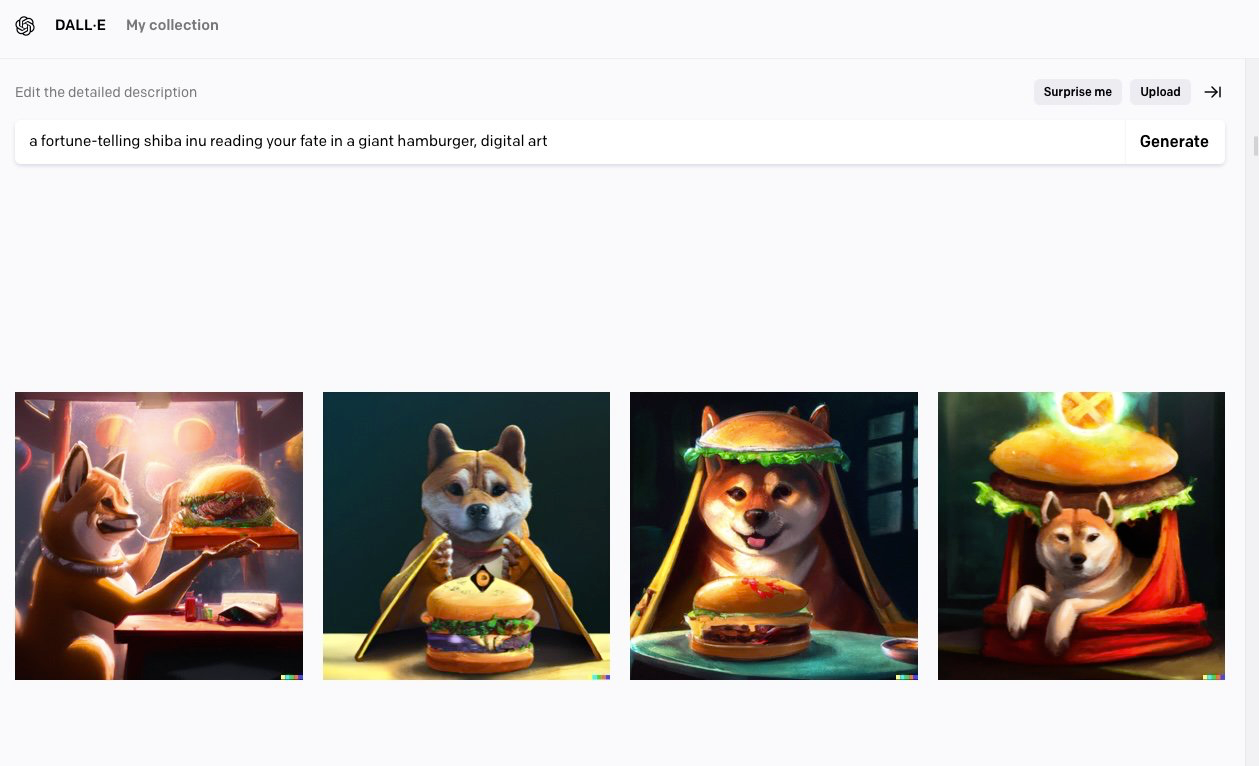 DALL·E My collection
Edit the detailed description Surprise me Upload
a fortune-telling shiba inu reading your fate in a giant hamburger, digital art Generate